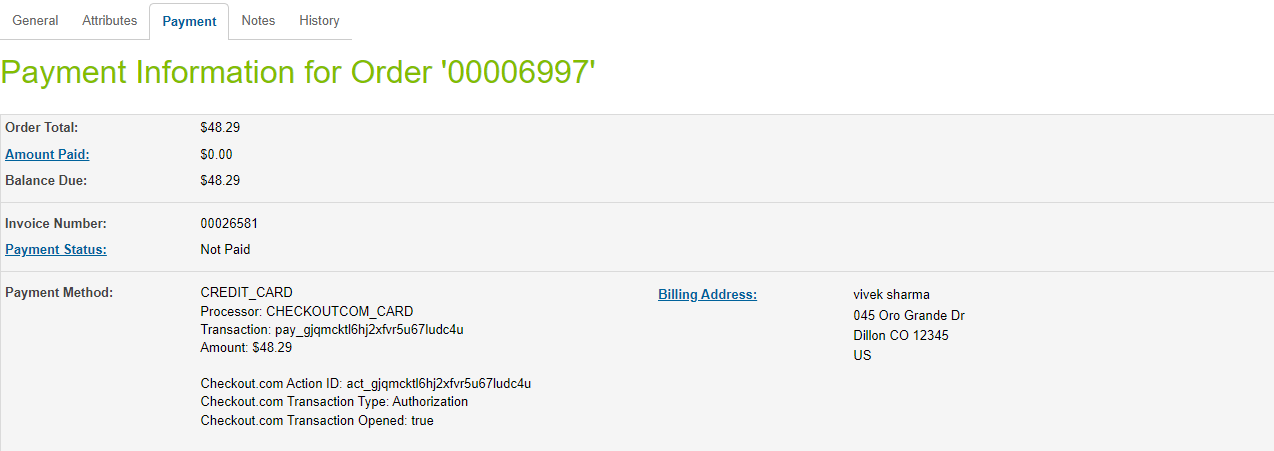 General Attributes Payment Notes History
Payment Information for Order '00006997'
Order Total: $48.29
Amount Paid: $0.00
Balance Due: $48.29
Invoice Number: 00026581
Payment Status: Not Paid
Payment Method: CREDIT_CARD
Processor: CHECKOUTCOM_CARD
Transaction: pay_gjqmcktl6hj2xfvr5u67ludc4u
Amount: $48.29
Checkout.com Action ID: act_gjqmcktl6hj2xfvr5u67ludc4u
Checkout.com Transaction Type: Authorization
Checkout.com Transaction Opened: true
Billing Address: vivek sharma
045 Oro Grande Dr
Dillon CO 12345
US